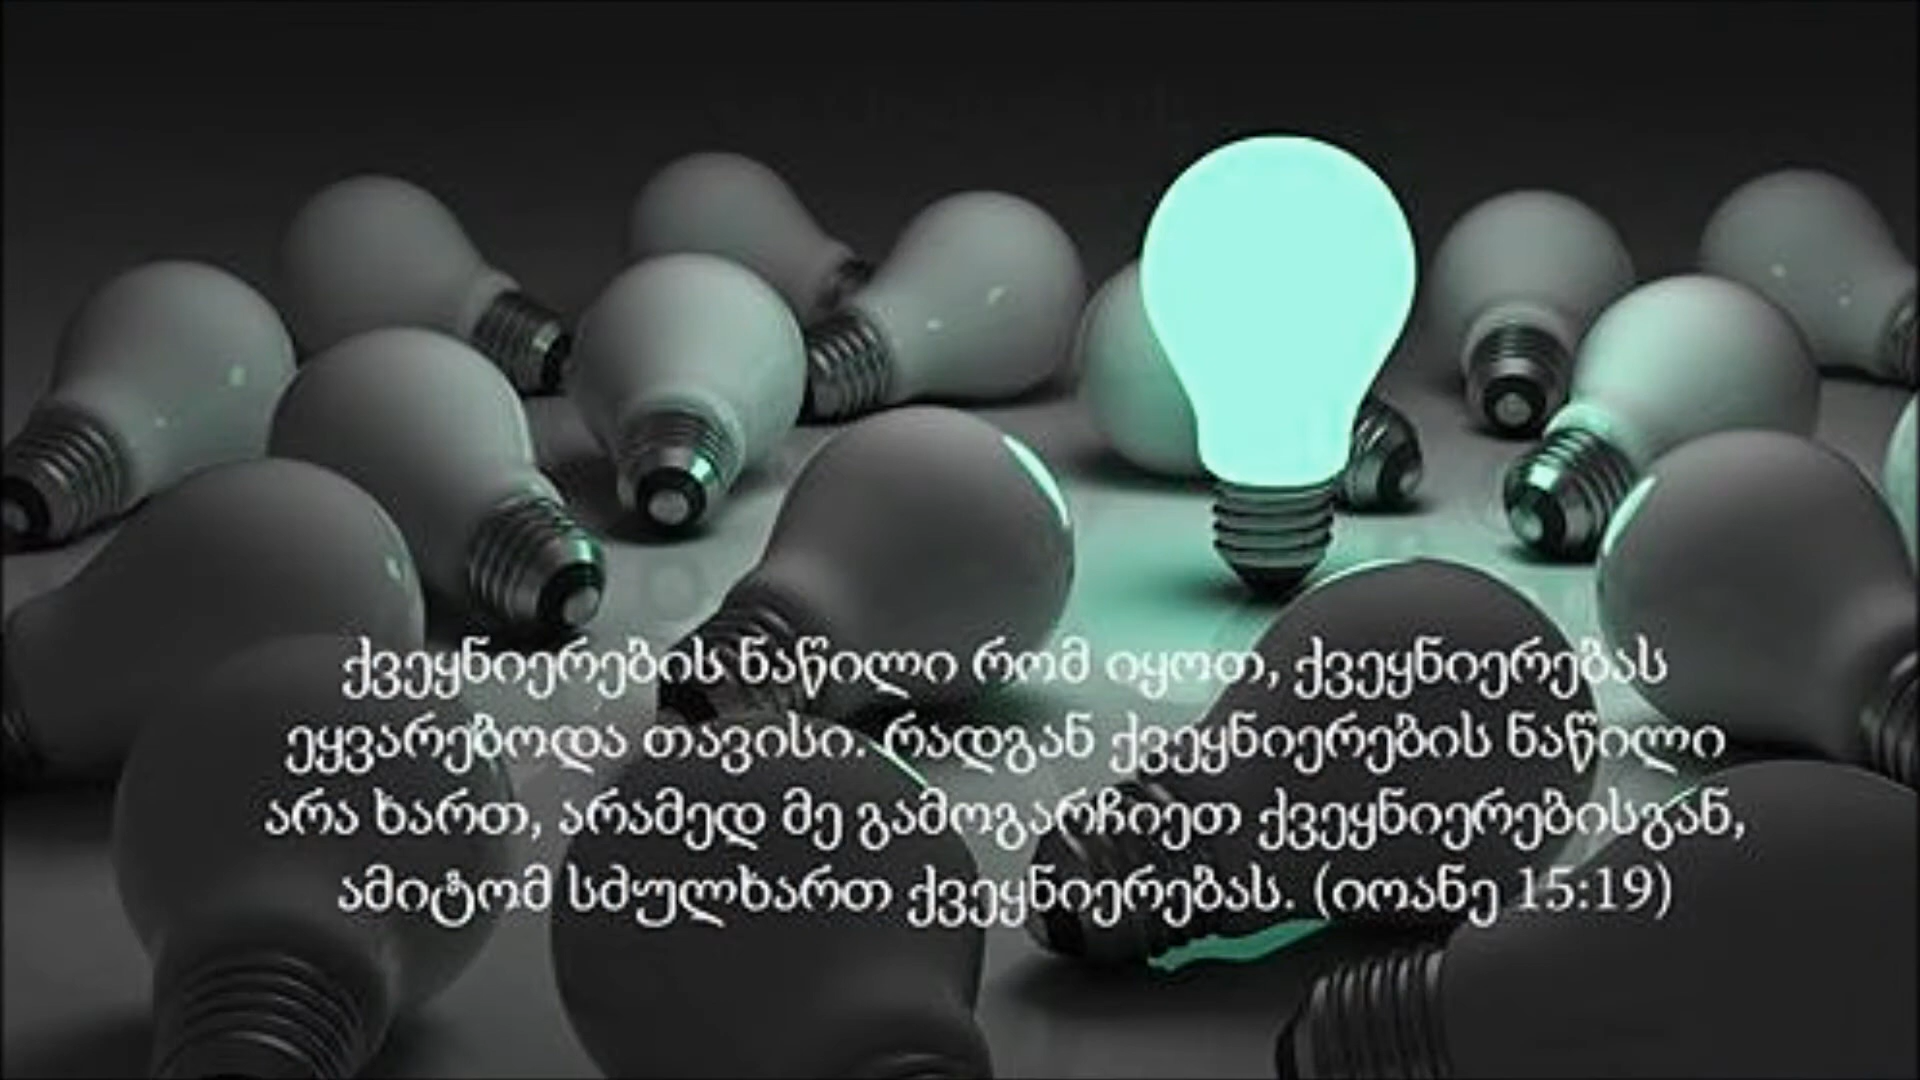 ქვეყნიერების ნაწილი რომ იყოთ, ქვეყნიერებას
ეყვარებოდა თავისი. რადგან ქვეყნიერების ნაწილი
არა ხართ, არამედ მე გამოგარჩიეთ ქვეყნიერებისგან,
ამიტომ სძულხართ ქვეყნიერებას. (იოანე 15:19)